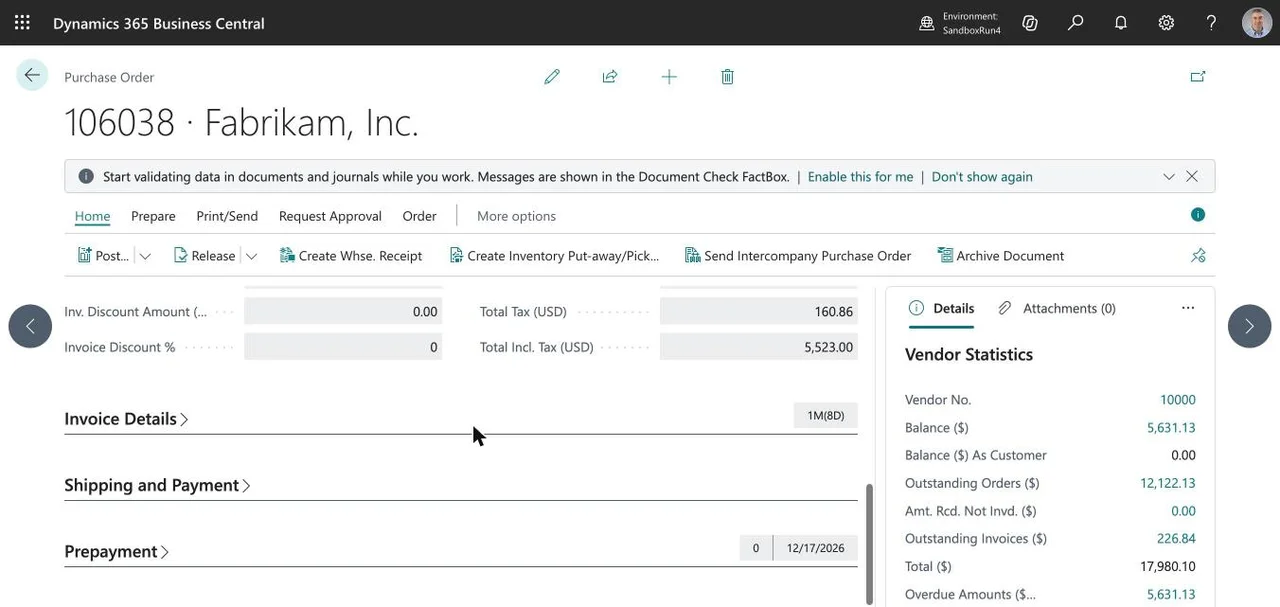 Dynamics 365 Business Central
Environment:
SandboxRun4
Purchase Order
106038 · Fabrikam, Inc.
Start validating data in documents and journals while you work. Messages are shown in the Document Check FactBox. | Enable this for me | Don't show again
Home Prepare Print/Send Request Approval Order | More options
Post... Release Create Whse. Receipt Create Inventory Put-away/Pick... Send Intercompany Purchase Order Archive Document
Inv. Discount Amount (... 0.00 Total Tax (USD) 160.86
Invoice Discount % 0 Total Incl. Tax (USD) 5,523.00
Invoice Details 1M(8D)
Shipping and Payment
Prepayment 0 12/17/2026
Details Attachments (0)
Vendor Statistics
Vendor No. 10000
Balance ($) 5,631.13
Balance ($) As Customer 0.00
Outstanding Orders ($) 12,122.13
Amt. Rcd. Not Invd. ($) 0.00
Outstanding Invoices ($) 226.84
Total ($) 17,980.10
Overdue Amounts ($... 5,631.13